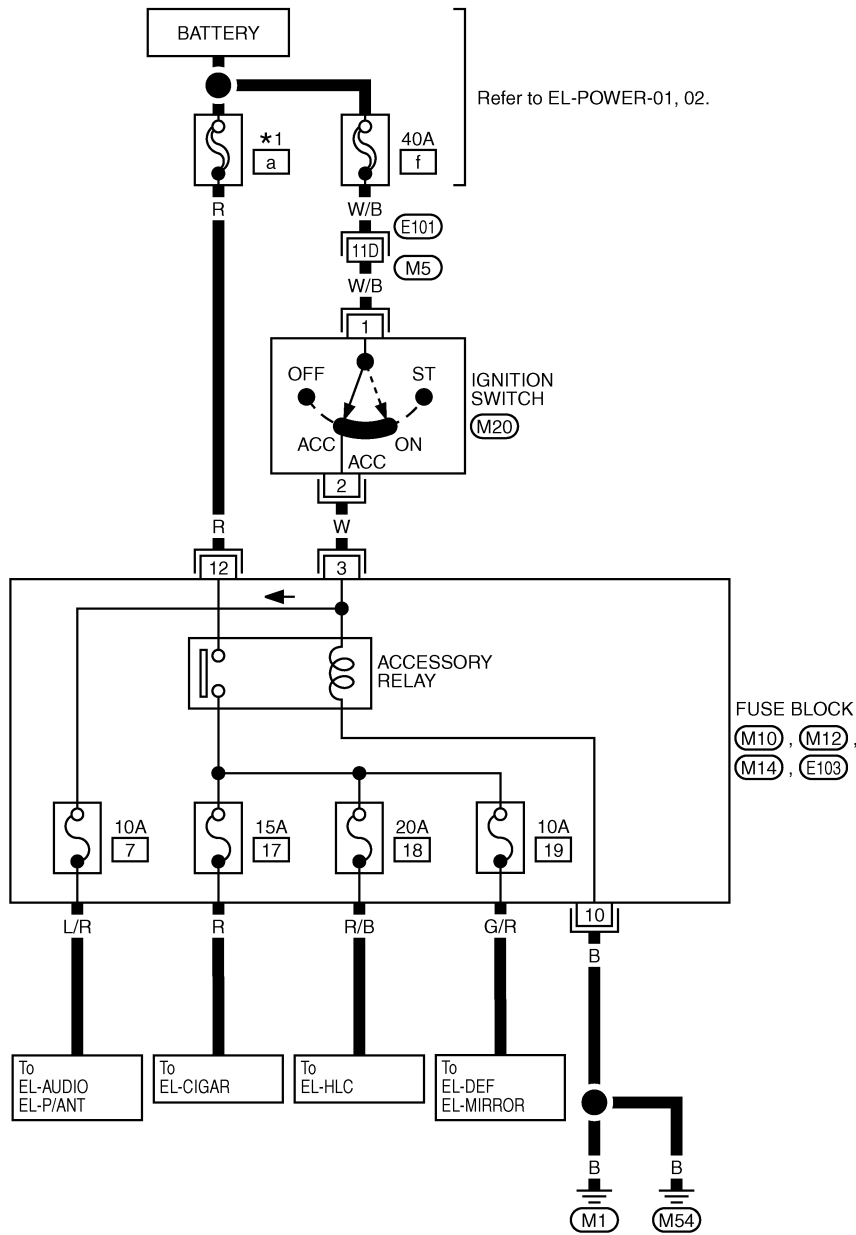 BATTERY
Refer to EL-POWER-01, 02.
*1
a
40A
f
R
W/B
E101
11D
M5
W/B
1
OFF
ST
IGNITION
SWITCH
M20
ACC
ON
ACC
2
R
W
12
3
ACCESSORY
RELAY
FUSE BLOCK
M10 , M12 ,
M14 , E103
10A
7
15A
17
20A
18
10A
19
10
L/R
R
R/B
G/R
B
To
EL-AUDIO
EL-P/ANT
To
EL-CIGAR
To
EL-HLC
To
EL-DEF
EL-MIRROR
B
B
M1
M54